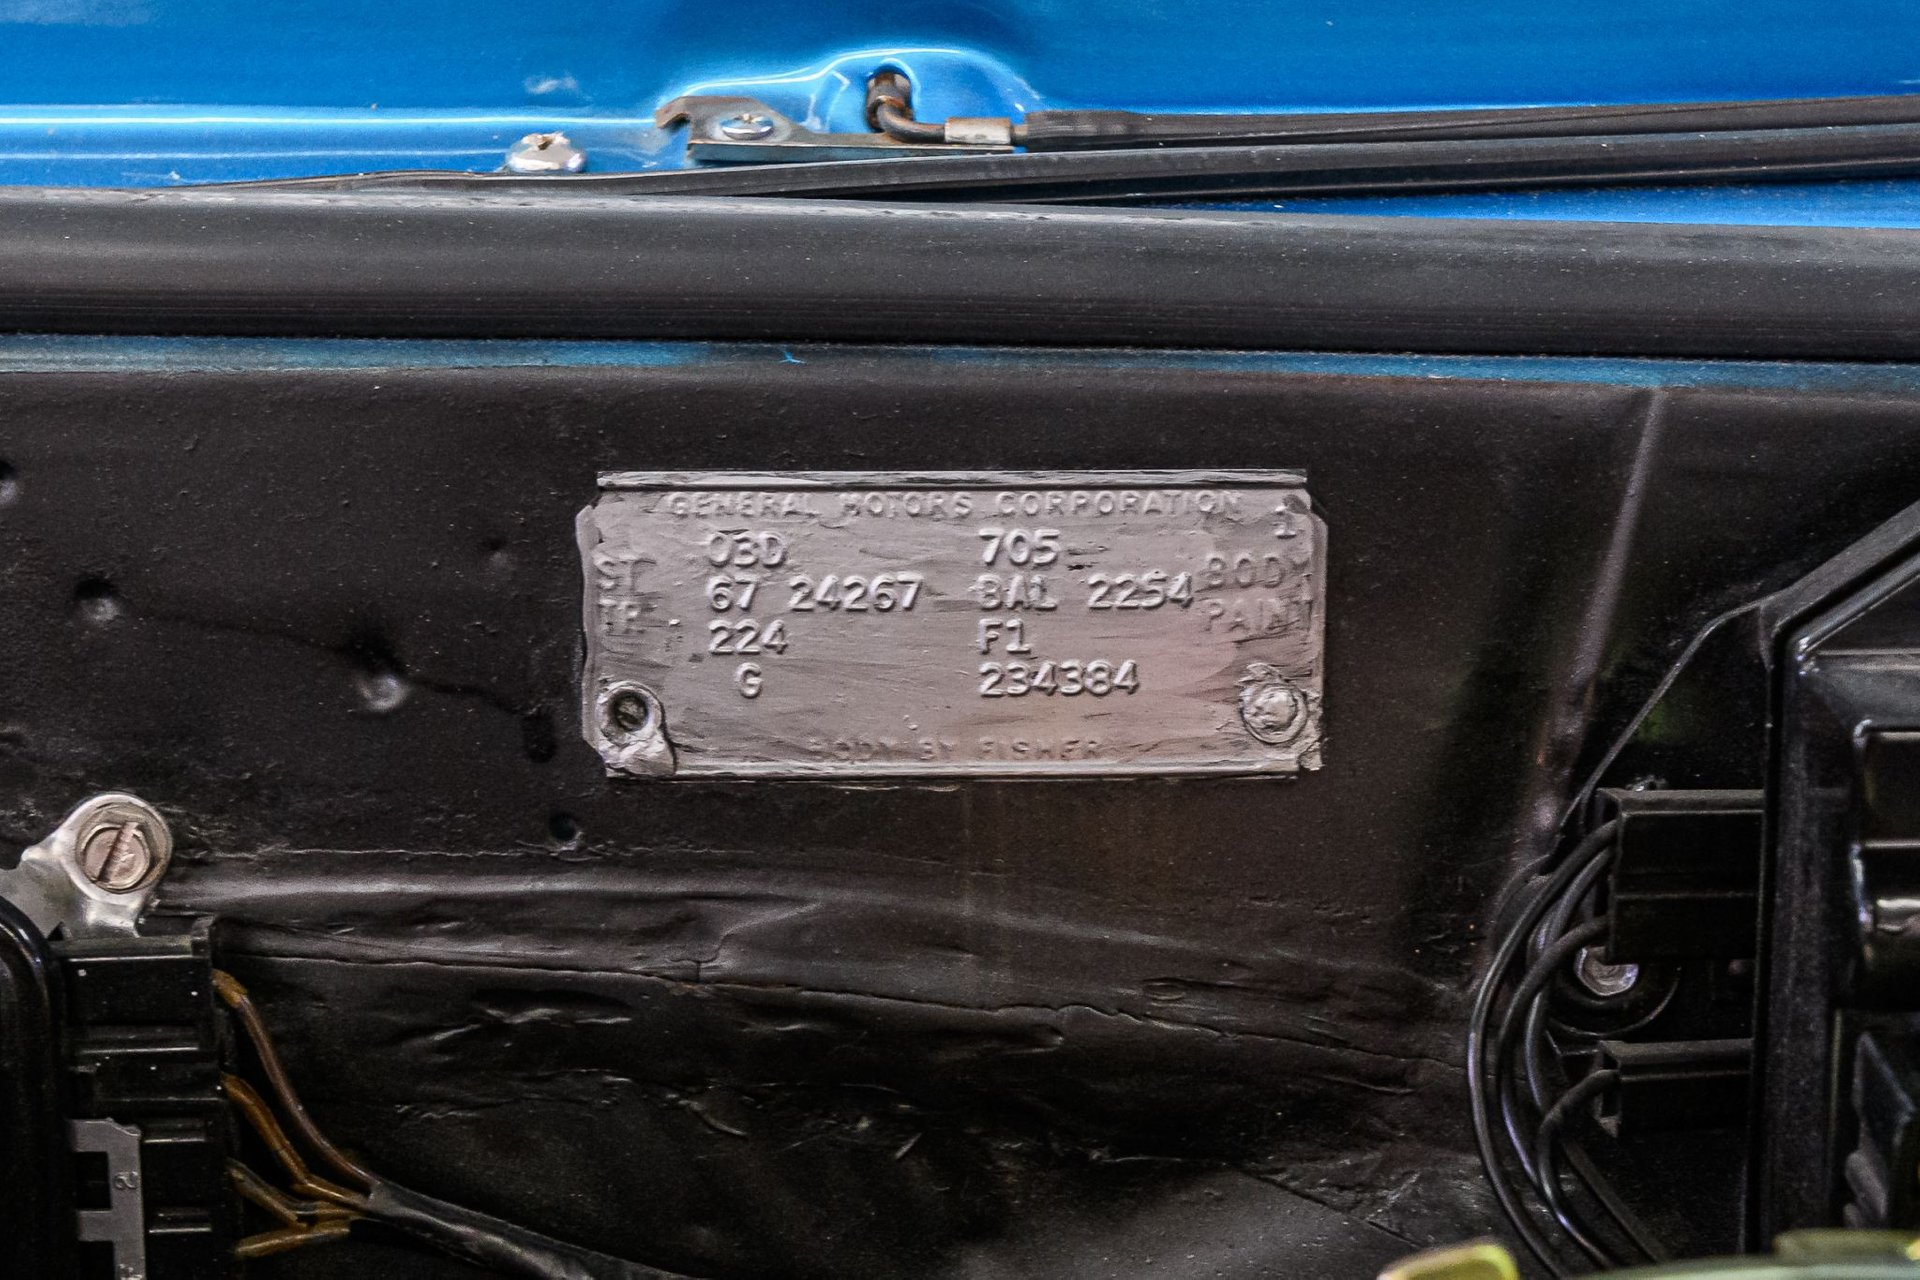 GENERAL MOTORS CORPORATION 1
03D 705
ST 67 24267 BAL 2254 BODY
TR 224 F1 PAINT
G 234384
BODY BY FISHER